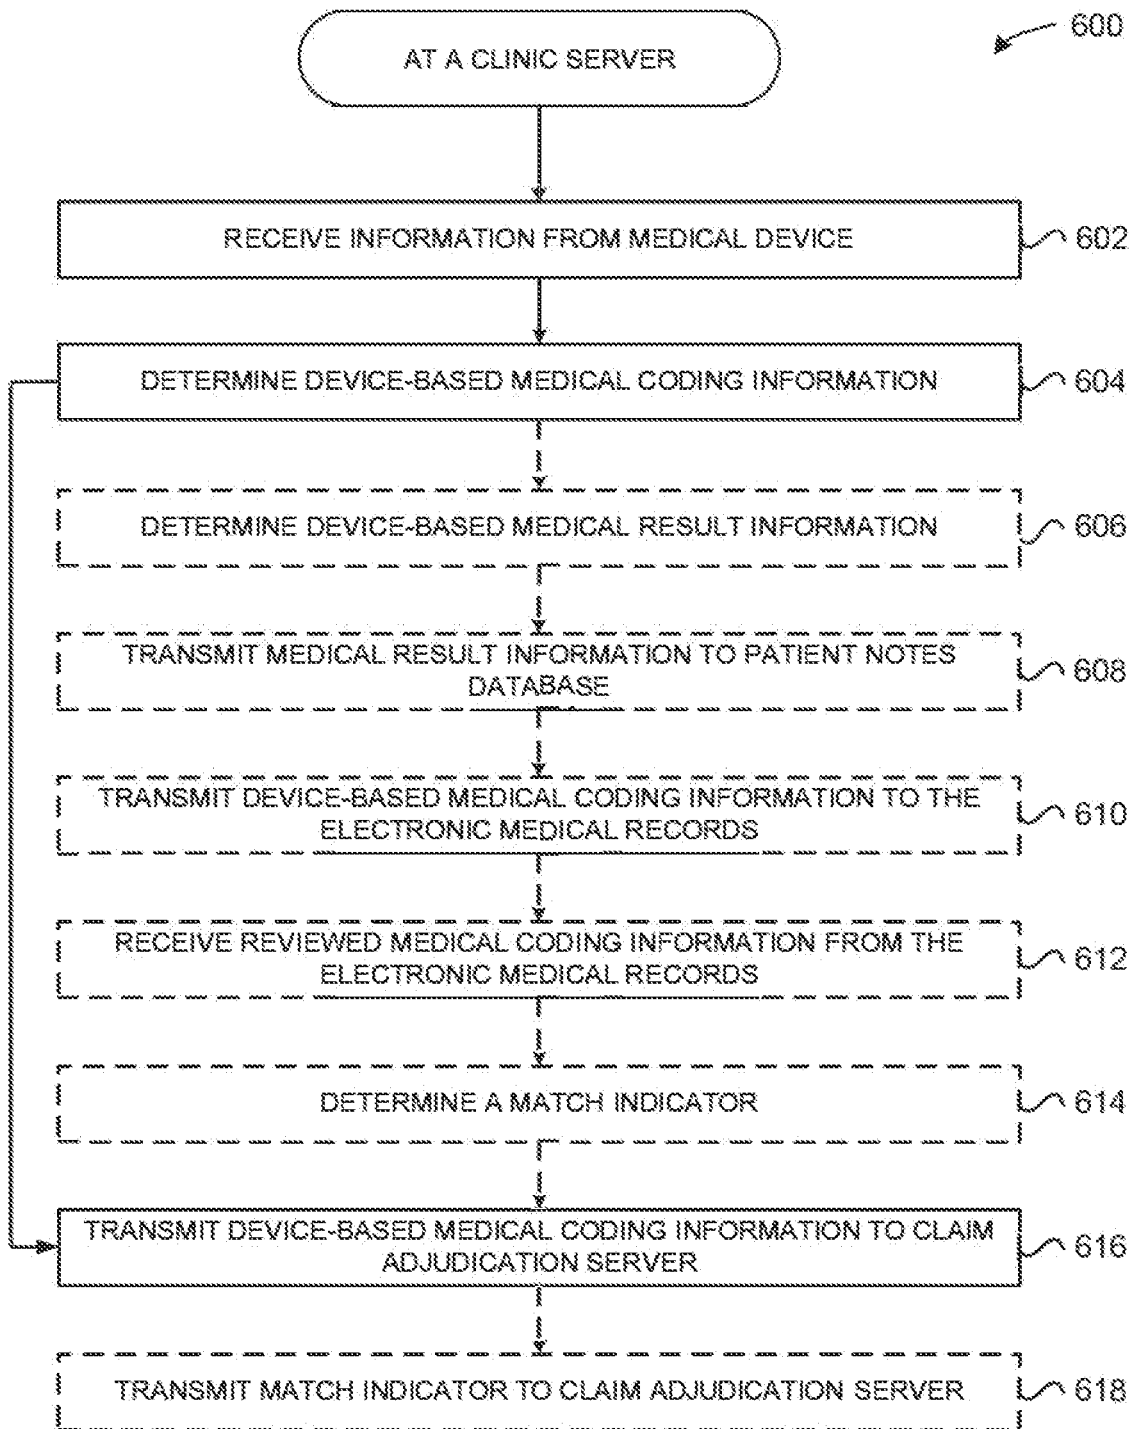 600
AT A CLINIC SERVER
RECEIVE INFORMATION FROM MEDICAL DEVICE
602
DETERMINE DEVICE-BASED MEDICAL CODING INFORMATION
604
DETERMINE DEVICE-BASED MEDICAL RESULT INFORMATION
606
TRANSMIT MEDICAL RESULT INFORMATION TO PATIENT NOTES
DATABASE
608
TRANSMIT DEVICE-BASED MEDICAL CODING INFORMATION TO THE
ELECTRONIC MEDICAL RECORDS
610
RECEIVE REVIEWED MEDICAL CODING INFORMATION FROM THE
ELECTRONIC MEDICAL RECORDS
612
DETERMINE A MATCH INDICATOR
614
TRANSMIT DEVICE-BASED MEDICAL CODING INFORMATION TO CLAIM
ADJUDICATION SERVER
616
TRANSMIT MATCH INDICATOR TO CLAIM ADJUDICATION SERVER
618